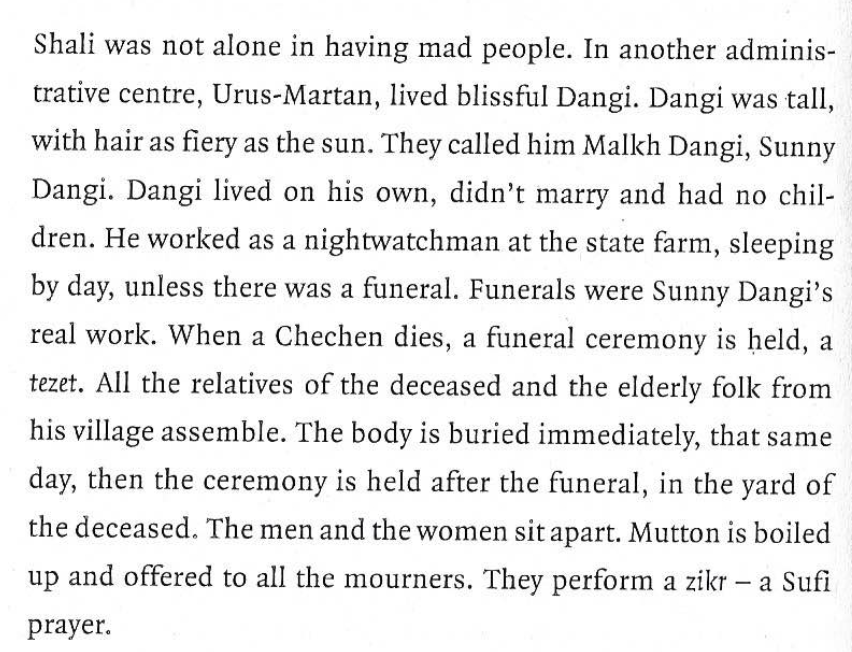 Shali was not alone in having mad people. In another adminis-
trative centre, Urus-Martan, lived blissful Dangi. Dangi was tall,
with hair as fiery as the sun. They called him Malkh Dangi, Sunny
Dangi. Dangi lived on his own, didn’t marry and had no chil-
dren. He worked as a nightwatchman at the state farm, sleeping
by day, unless there was a funeral. Funerals were Sunny Dangi’s
real work. When a Chechen dies, a funeral ceremony is held, a
tezet. All the relatives of the deceased and the elderly folk from
his village assemble. The body is buried immediately, that same
day, then the ceremony is held after the funeral, in the yard of
the deceased. The men and the women sit apart. Mutton is boiled
up and offered to all the mourners. They perform a zikr – a Sufi
prayer.